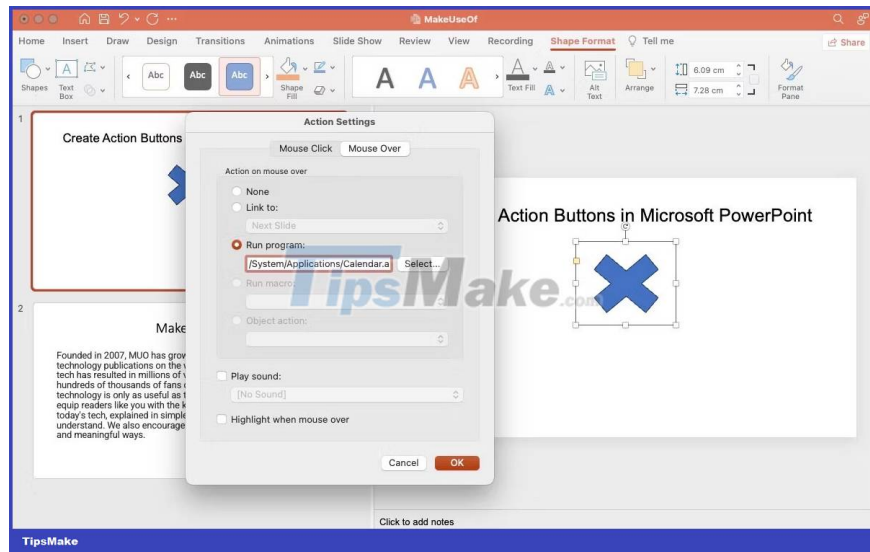 MakeUseOf
Home Insert Draw Design Transitions Animations Slide Show Review View Recording Shape Format Tell me
Share
Shapes
Text Box
Abc Abc Abc
Shape Fill
A A A
Text Fill
Alt Text
Arrange
6.09 cm
7.28 cm
Format Pane
1
Create Action Buttons
2
Make
Founded in 2007, MUO has grow
technology publications on the
tech has resulted in millions of
hundreds of thousands of fans
technology is only as useful as
equip readers like you with the
today's tech, explained in simple
understand. We also encourage
and meaningful ways.
Action Settings
Mouse Click Mouse Over
Action on mouse over
None
Link to:
Next Slide
Run program:
/System/Applications/Calendar.a
Select...
Run macro:
Object action:
Play sound:
[No Sound]
Highlight when mouse over
Cancel OK
Action Buttons in Microsoft PowerPoint
TipsMake.com
Click to add notes
TipsMake